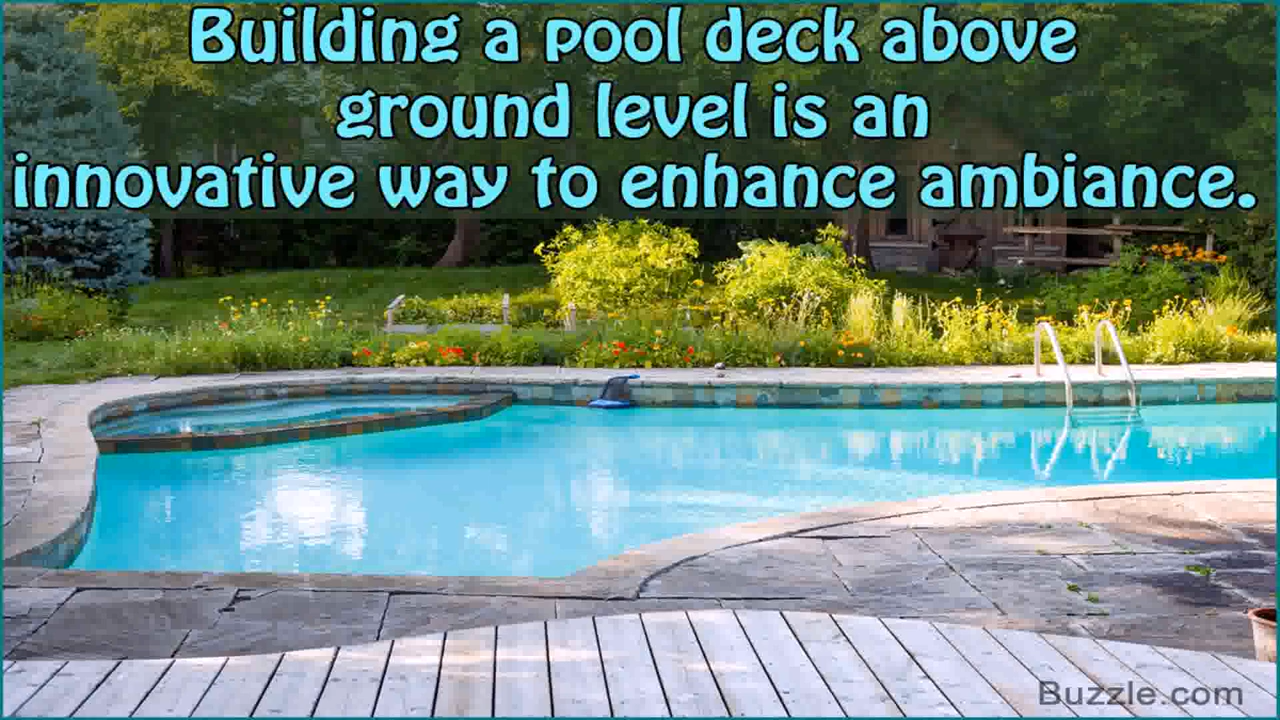 Building a pool deck above
ground level is an
innovative way to enhance ambiance.
Buzzle.com